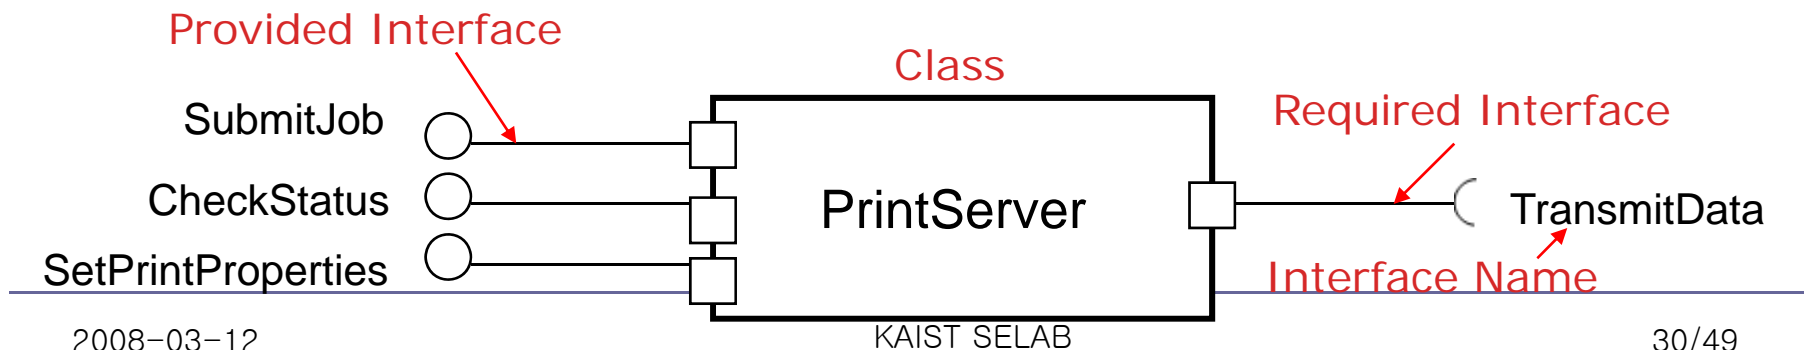 Provided Interface
Class
SubmitJob
Required Interface
CheckStatus
PrintServer
TransmitData
SetPrintProperties
Interface Name
2008-03-12
KAIST SELAB
30/49